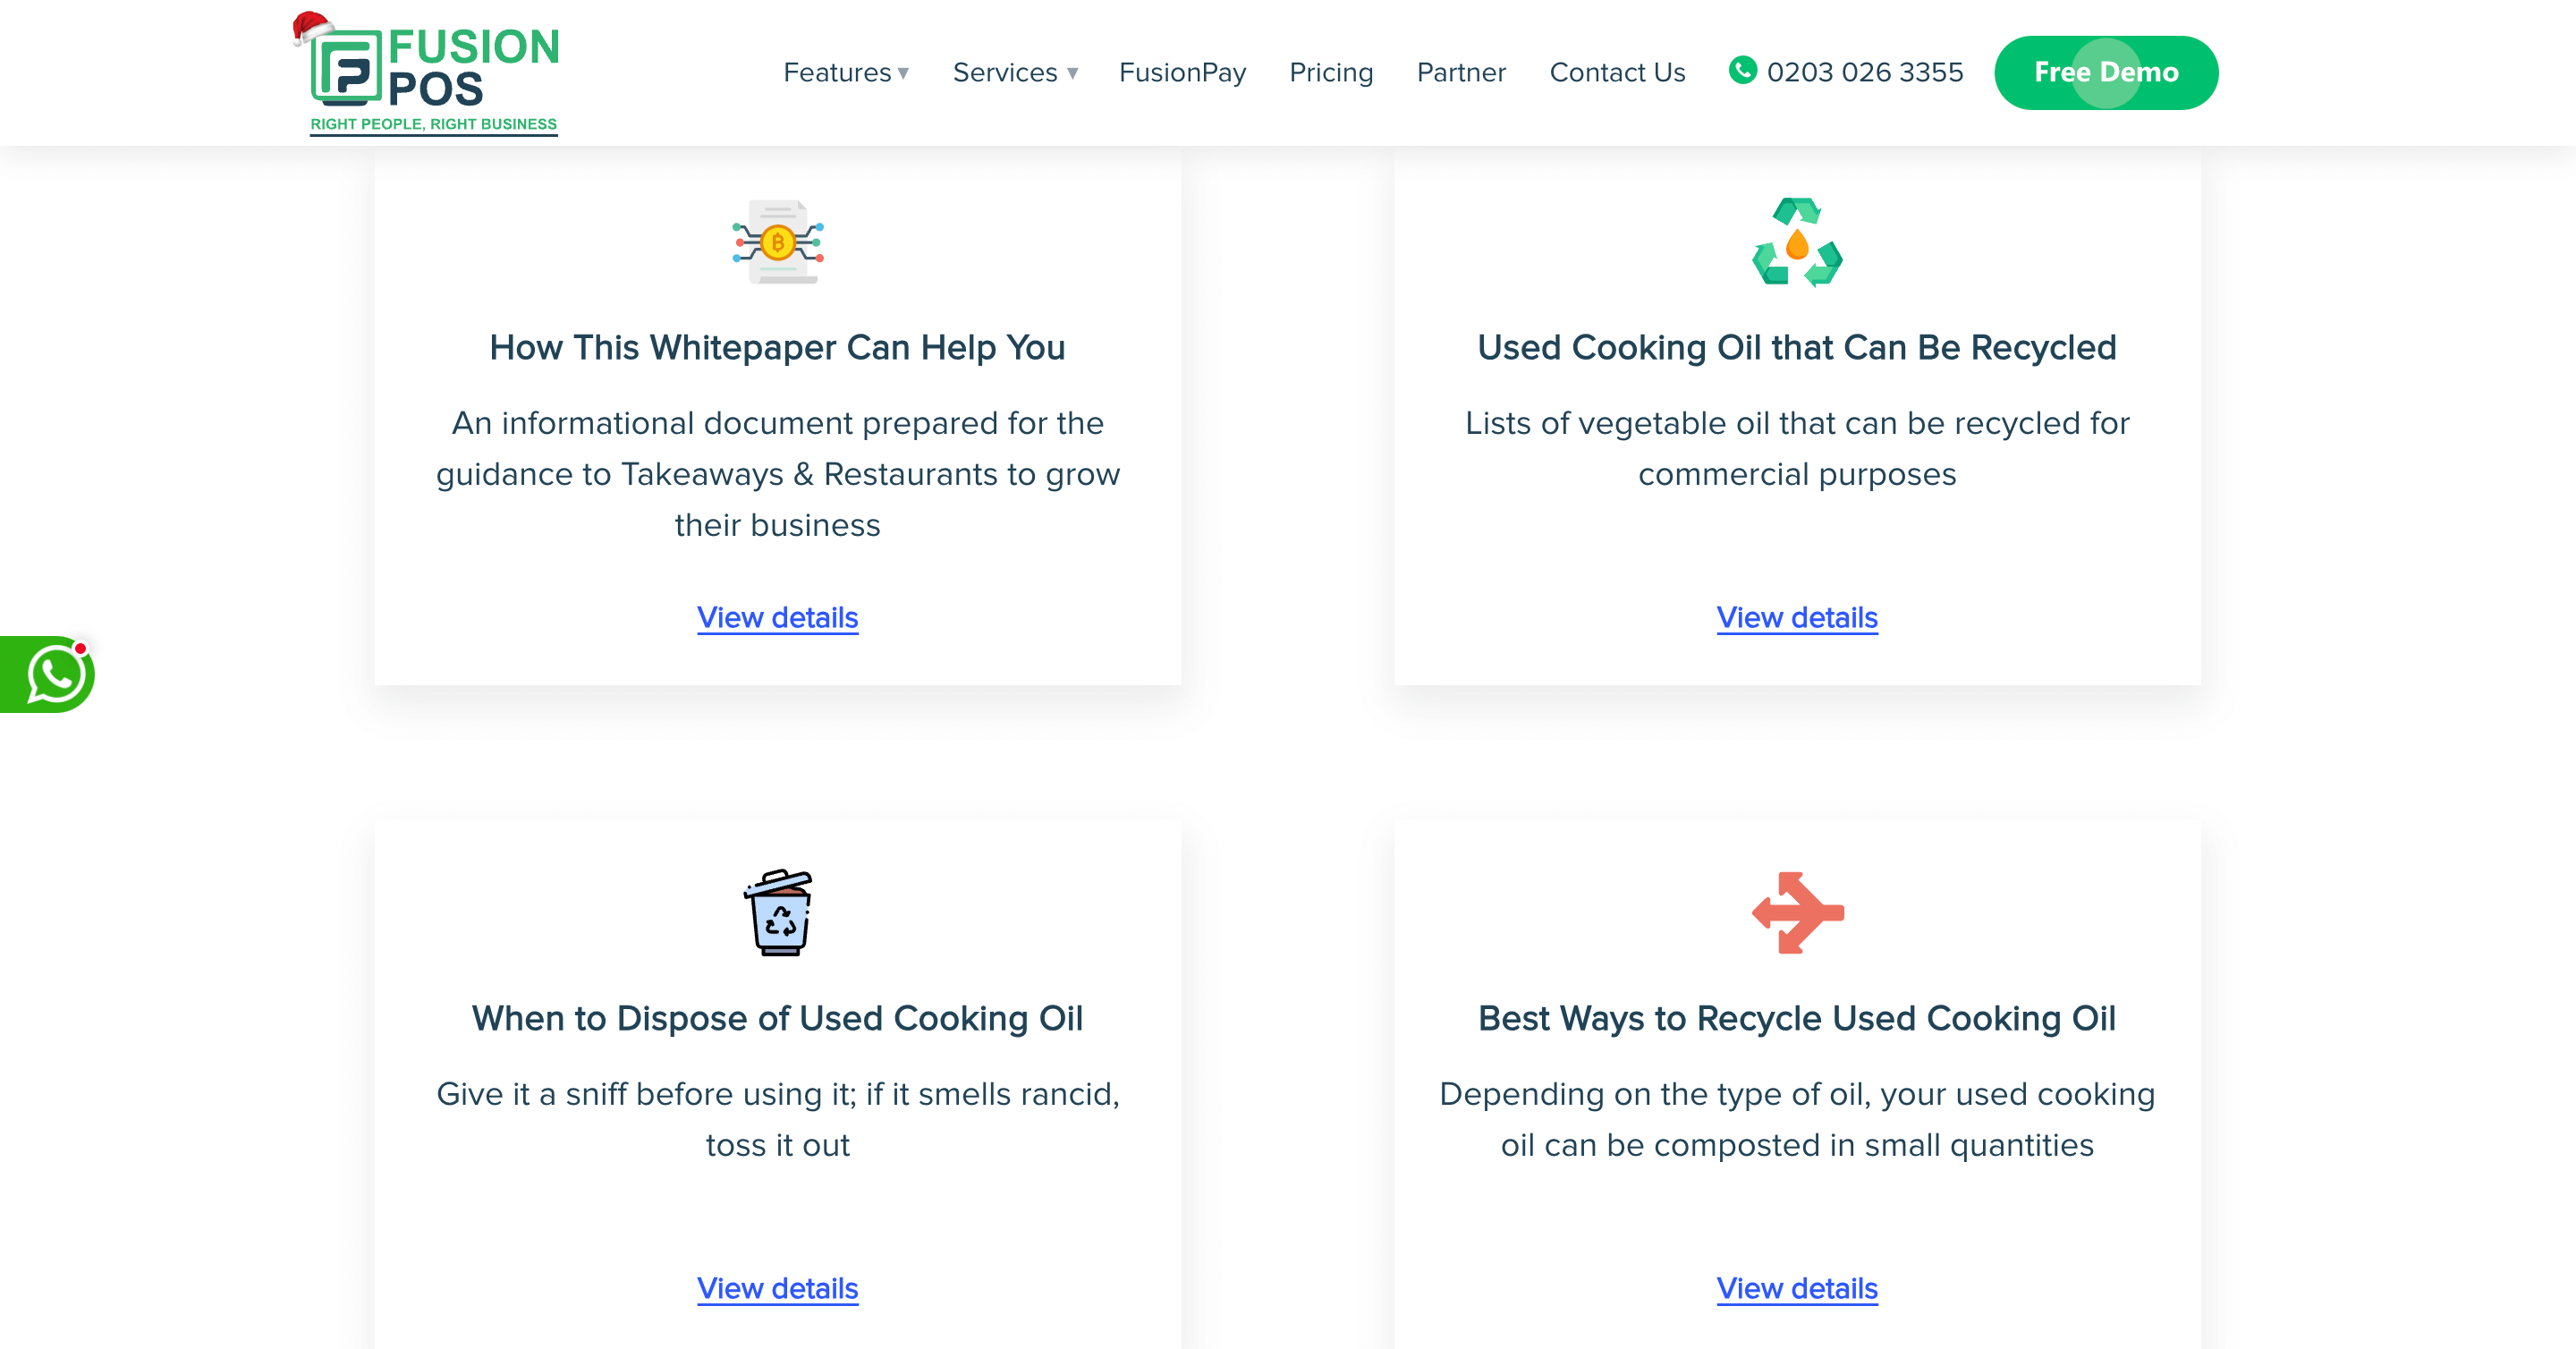 FUSION
POS
RIGHT PEOPLE, RIGHT BUSINESS
Features
Services
FusionPay
Pricing
Partner
Contact Us
0203 026 3355
Free Demo
How This Whitepaper Can Help You
An informational document prepared for the
guidance to Takeaways & Restaurants to grow
their business
View details
Used Cooking Oil that Can Be Recycled
Lists of vegetable oil that can be recycled for
commercial purposes
View details
When to Dispose of Used Cooking Oil
Give it a sniff before using it; if it smells rancid,
toss it out
View details
Best Ways to Recycle Used Cooking Oil
Depending on the type of oil, your used cooking
oil can be composted in small quantities
View details